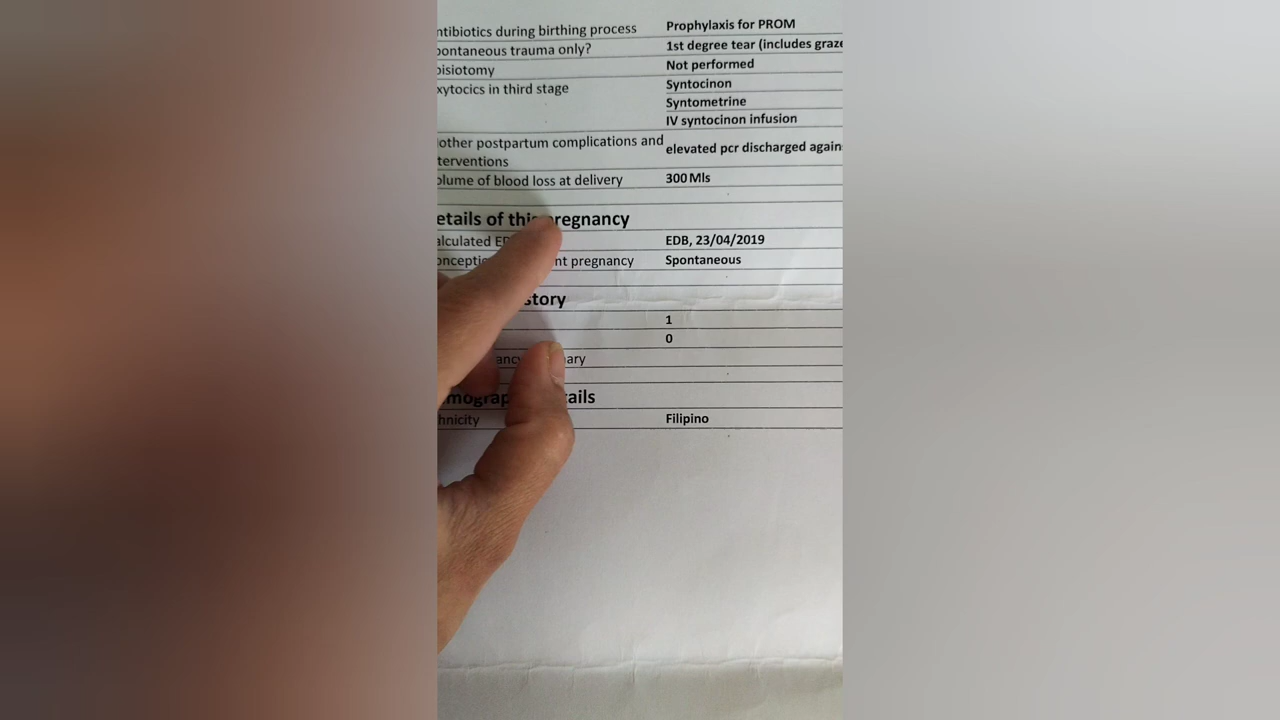 ntibiotics during birthing process Prophylaxis for PROM
pontaneous trauma only? 1st degree tear (includes graze
pisiotomy Not performed
xytocics in third stage Syntocinon
Syntometrine
IV syntocinon infusion
other postpartum complications and
terventions elevated pcr discharged again
olume of blood loss at delivery 300 Mls
etails of this pregnancy
alculated ED EDB, 23/04/2019
onceptio nt pregnancy Spontaneous
story
1
0
ancy ary
mograp tails
hnicity Filipino